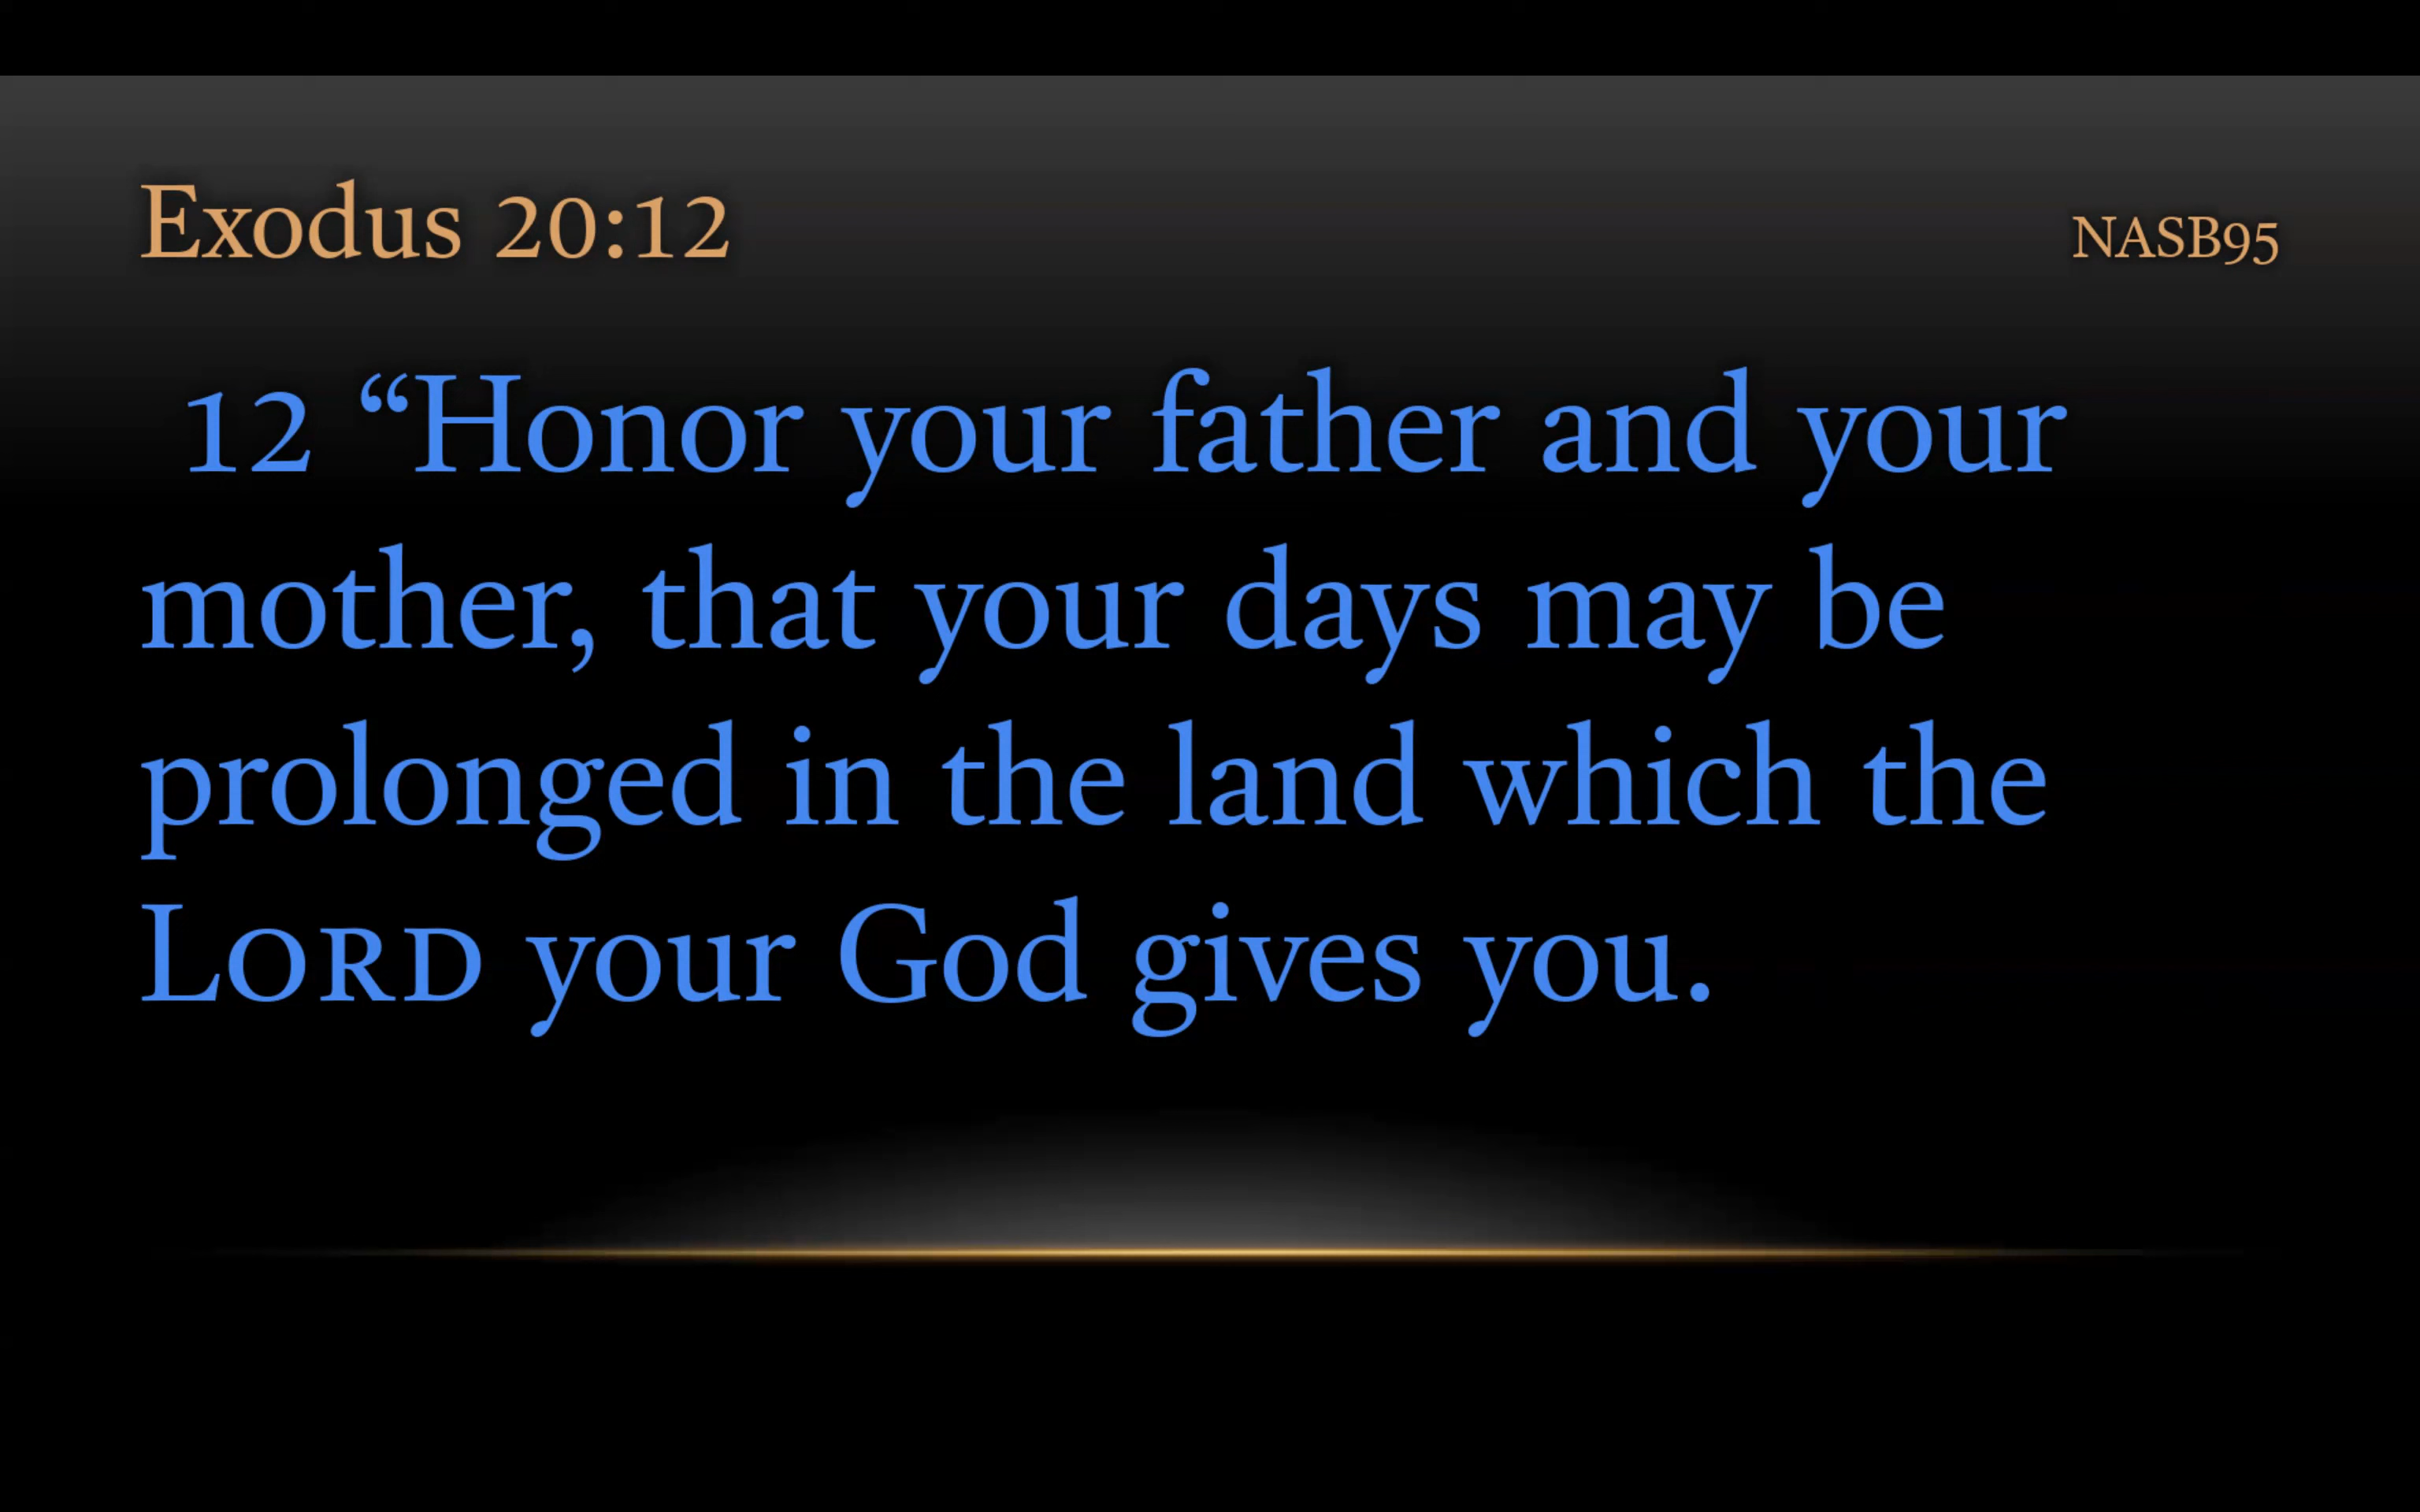 Exodus 20:12
NASB95
12 “Honor your father and your
mother, that your days may be
prolonged in the land which the
LORD your God gives you.